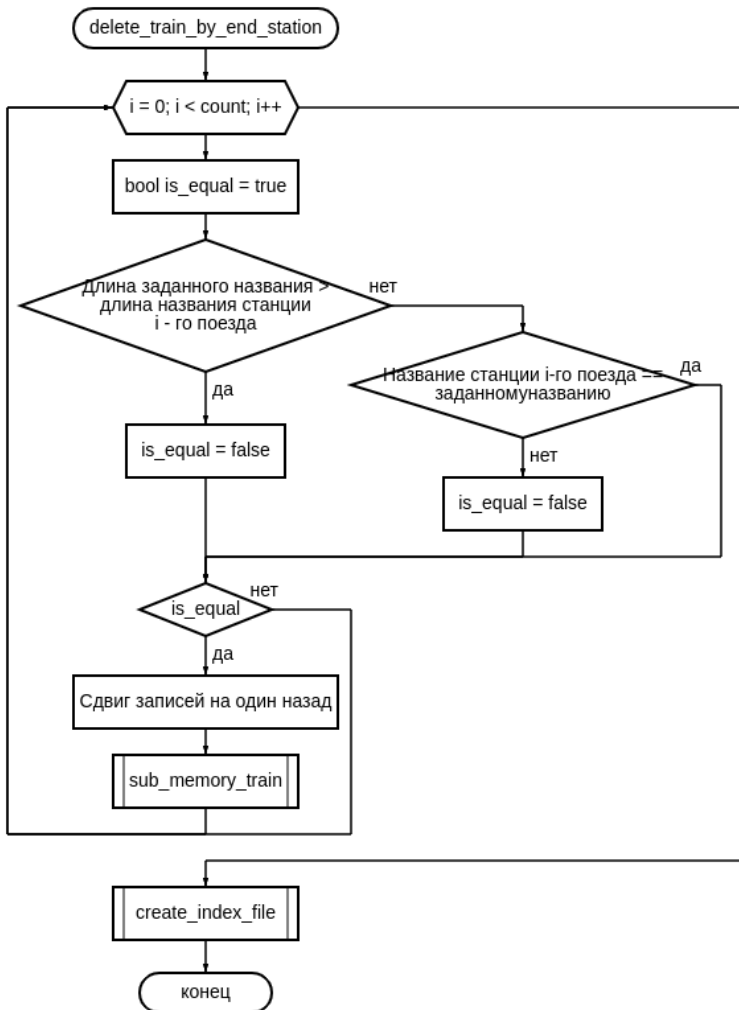 delete_train_by_end_station
i = 0; i < count; i++
bool is_equal = true
Длина заданного названия >
длина названия станции
i - го поезда
нет
да
Название станции i-го поезда ==
заданномуназванию
да
нет
is_equal = false
is_equal = false
is_equal
нет
да
Сдвиг записей на один назад
sub_memory_train
create_index_file
конец